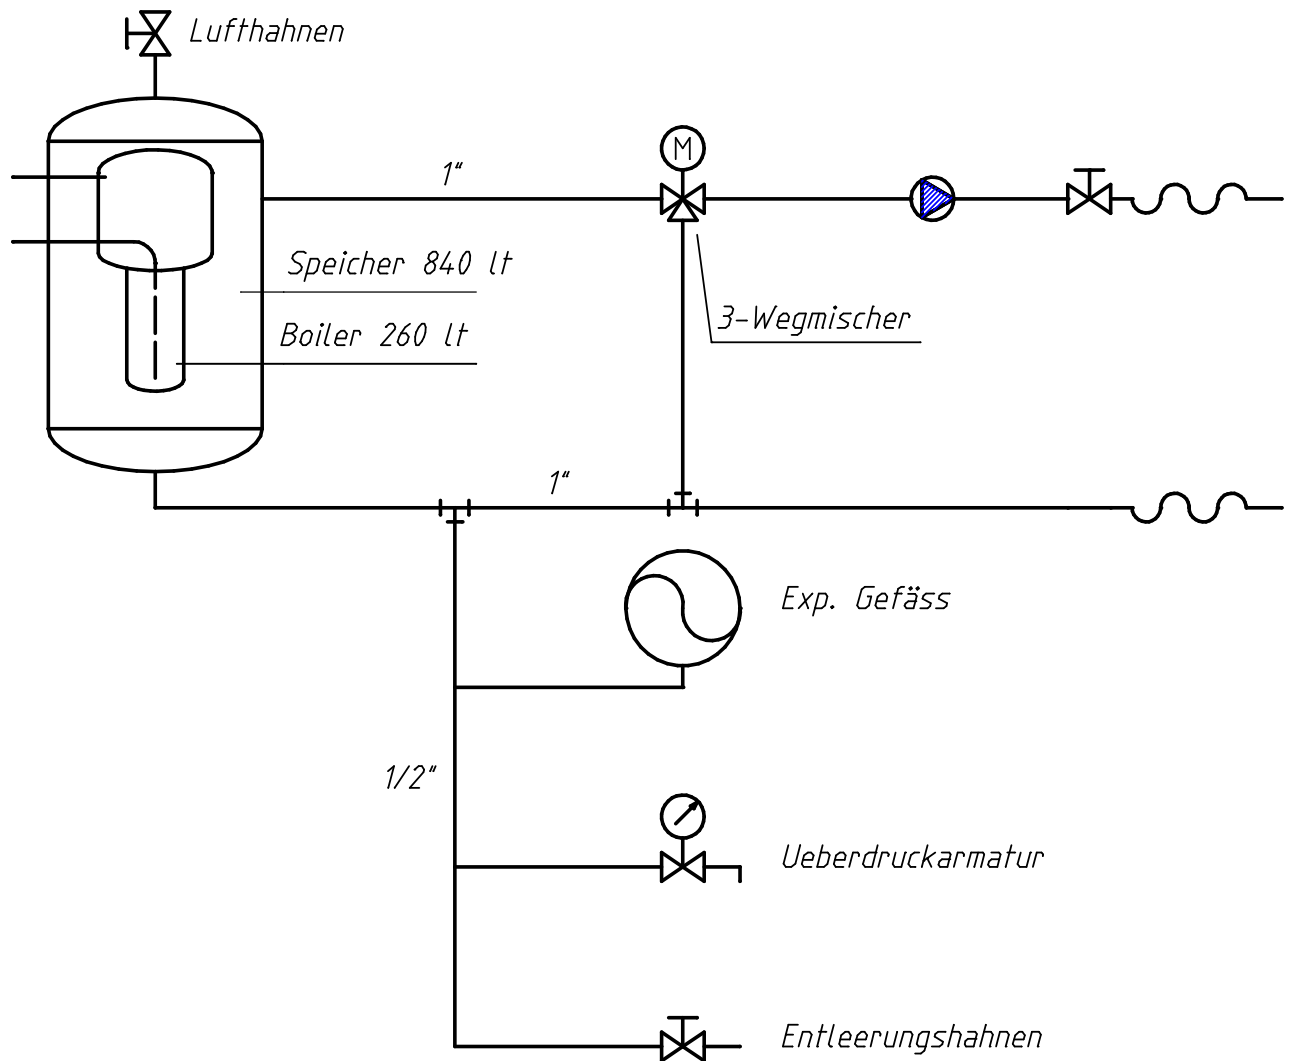 Lufthahnen
M
1"
Speicher 840 lt
3-Wegmischer
Boiler 260 lt
1"
Exp. Gefäss
1/2"
Ueberdruckarmatur
Entleerungshahnen